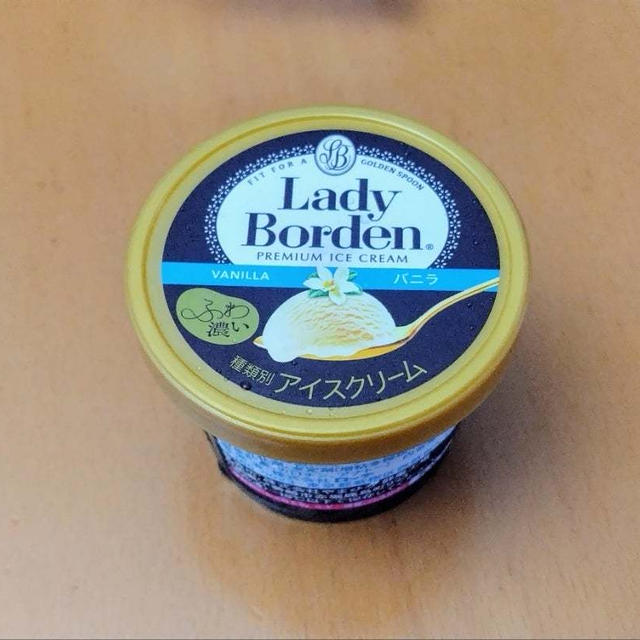 FIT FOR A GOLDEN SPOON
LB
Lady
Borden®
PREMIUM ICE CREAM
VANILLA
バニラ
ふわ
濃い
種類別 アイスクリーム